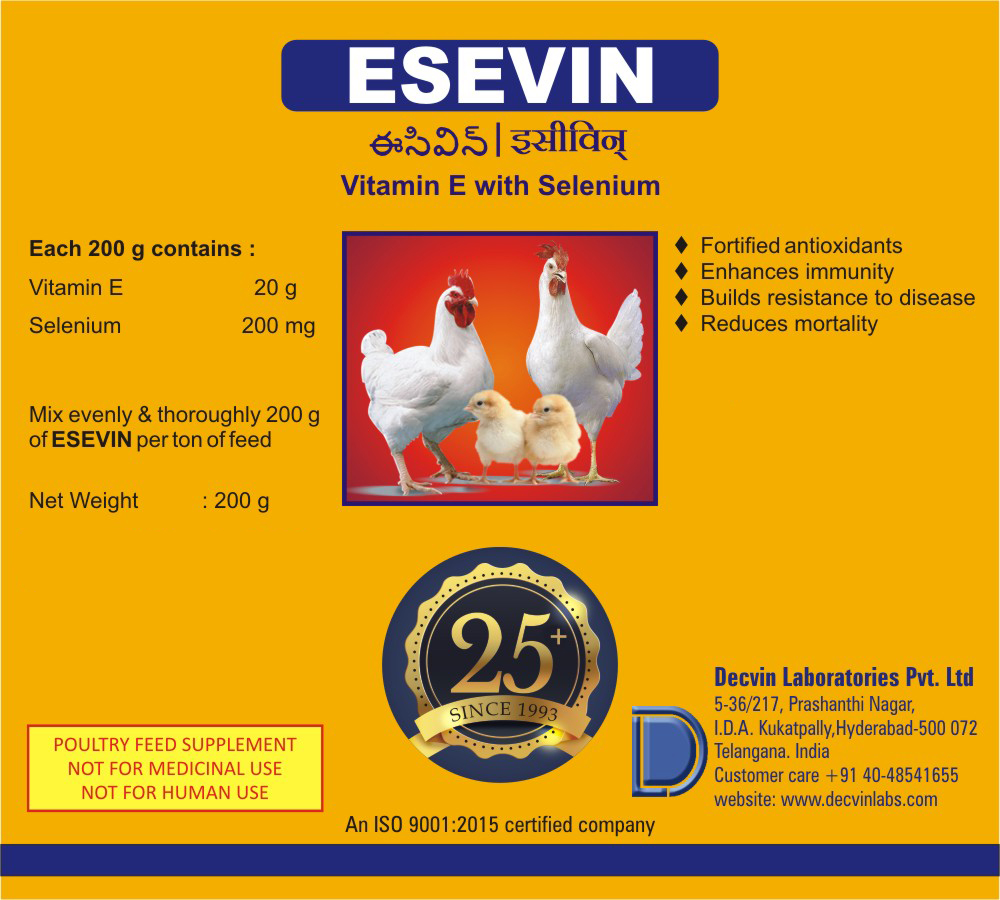 ESEVIN
ఈసివిన్ | इसीविन्
Vitamin E with Selenium
Each 200 g contains :
Vitamin E 20 g
Selenium 200 mg
Mix evenly & thoroughly 200 g
of ESEVIN per ton of feed
Net Weight : 200 g
♦ Fortified antioxidants
♦ Enhances immunity
♦ Builds resistance to disease
♦ Reduces mortality
25+
SINCE 1993
POULTRY FEED SUPPLEMENT
NOT FOR MEDICINAL USE
NOT FOR HUMAN USE
Decvin Laboratories Pvt. Ltd
5-36/217, Prashanthi Nagar,
I.D.A. Kukatpally,Hyderabad-500 072
Telangana. India
Customer care +91 40-48541655
website: www.decvinlabs.com
An ISO 9001:2015 certified company